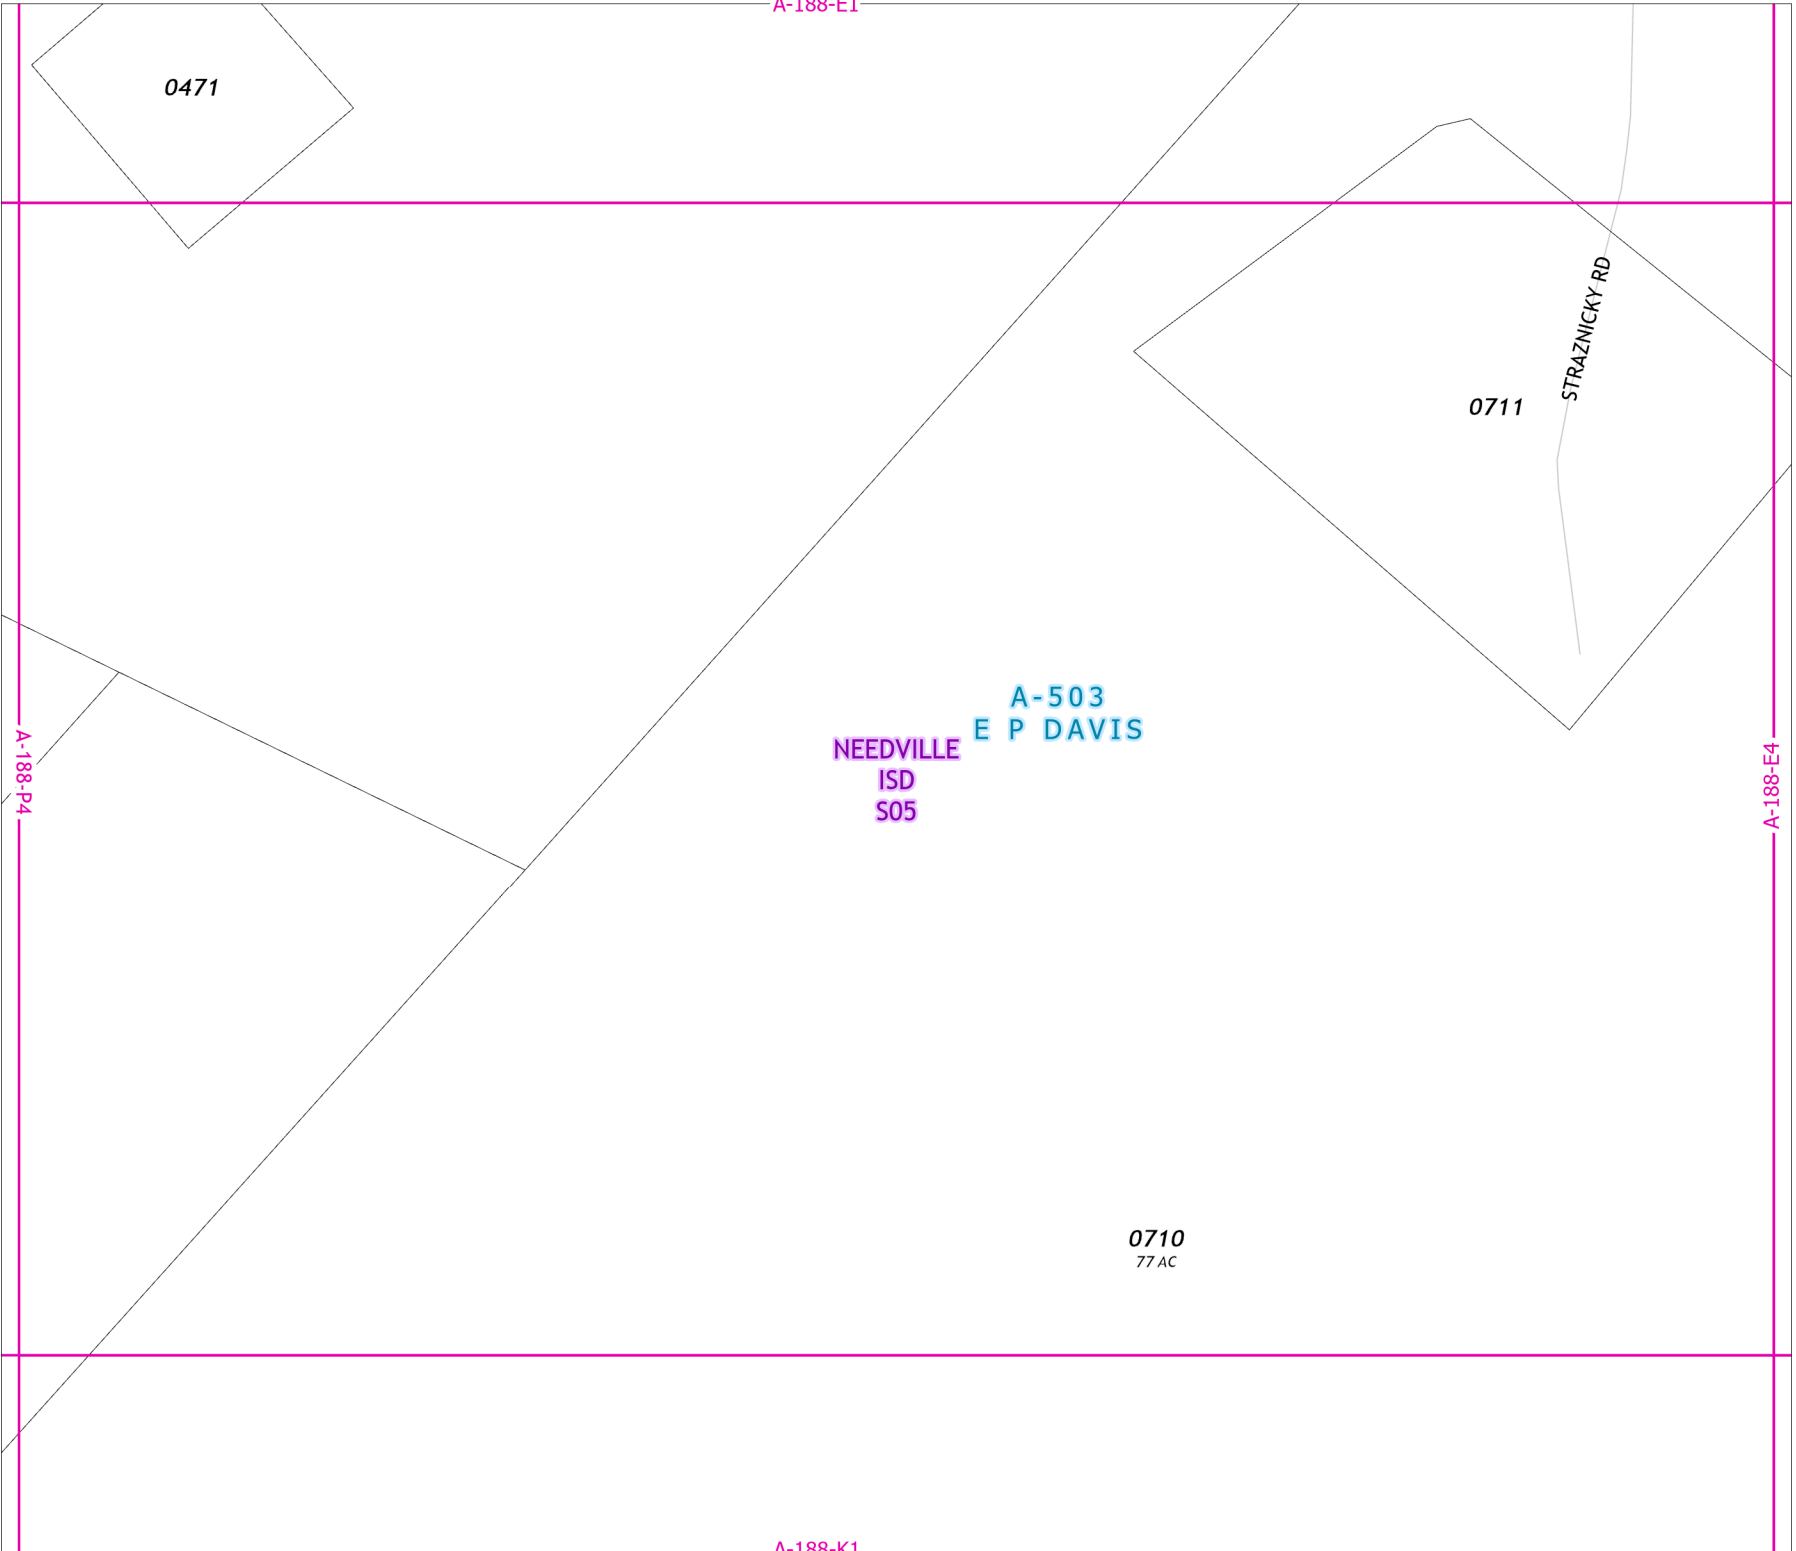 A-188-E1
0471
STRAZNICKY RD
0711
A-503
E P DAVIS
NEEDVILLE
ISD
S05
A-188-P4
A-188-E4
0710
77 AC
A-188-K1